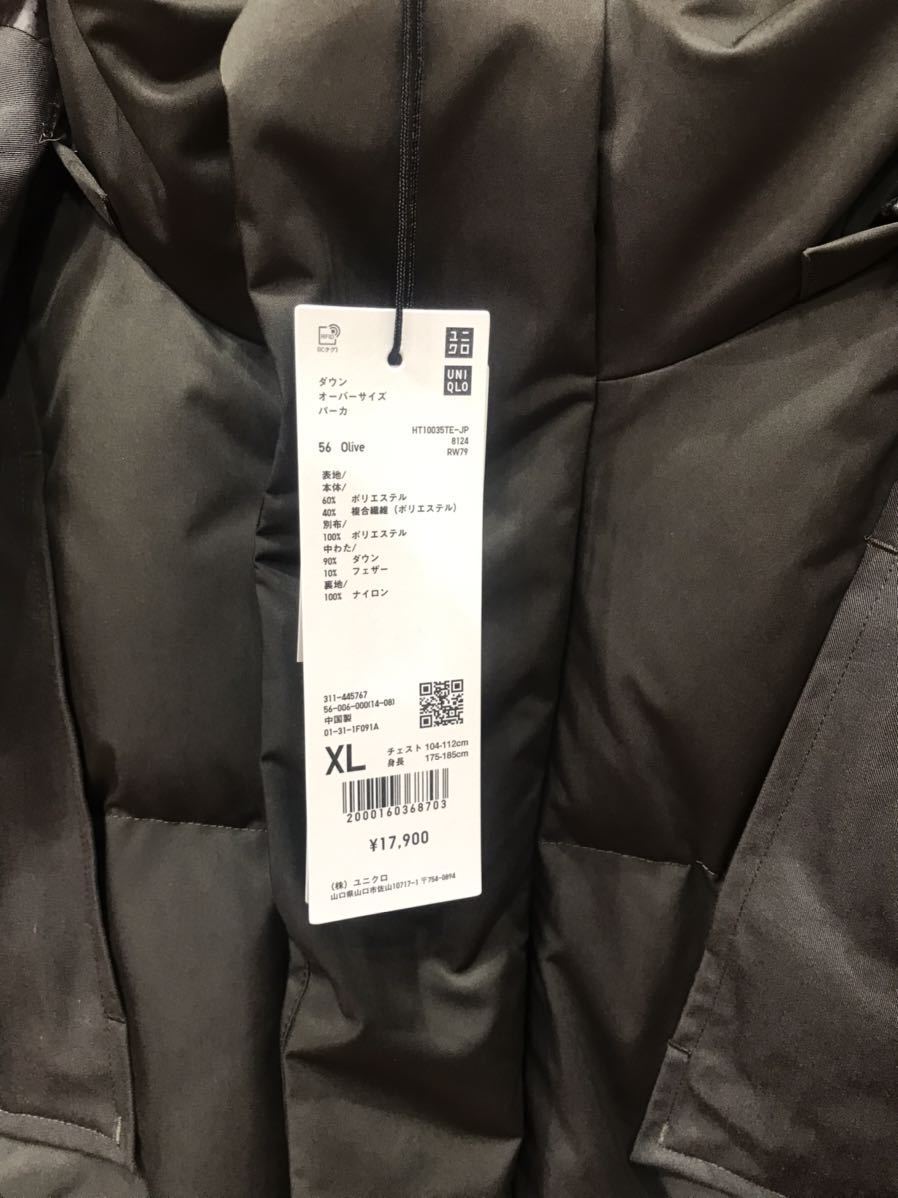 RFID
(ICタグ)
ユニ
クロ
UNI
QLO
ダウン
オーバーサイズ
パーカ
HT10035TE-JP
8124
RW79
56 Olive
表地/
本体/
60% ポリエステル
40% 複合繊維（ポリエステル）
別布/
100% ポリエステル
中わた/
90% ダウン
10% フェザー
裏地/
100% ナイロン
311-445767
56-006-000(14-08)
中国製
01-31-1F091A
XL チェスト 104-112cm
身長 175-185cm
2000160368703
¥17,900
（株）ユニクロ
山口県山口市佐山10717-1 〒754-0894